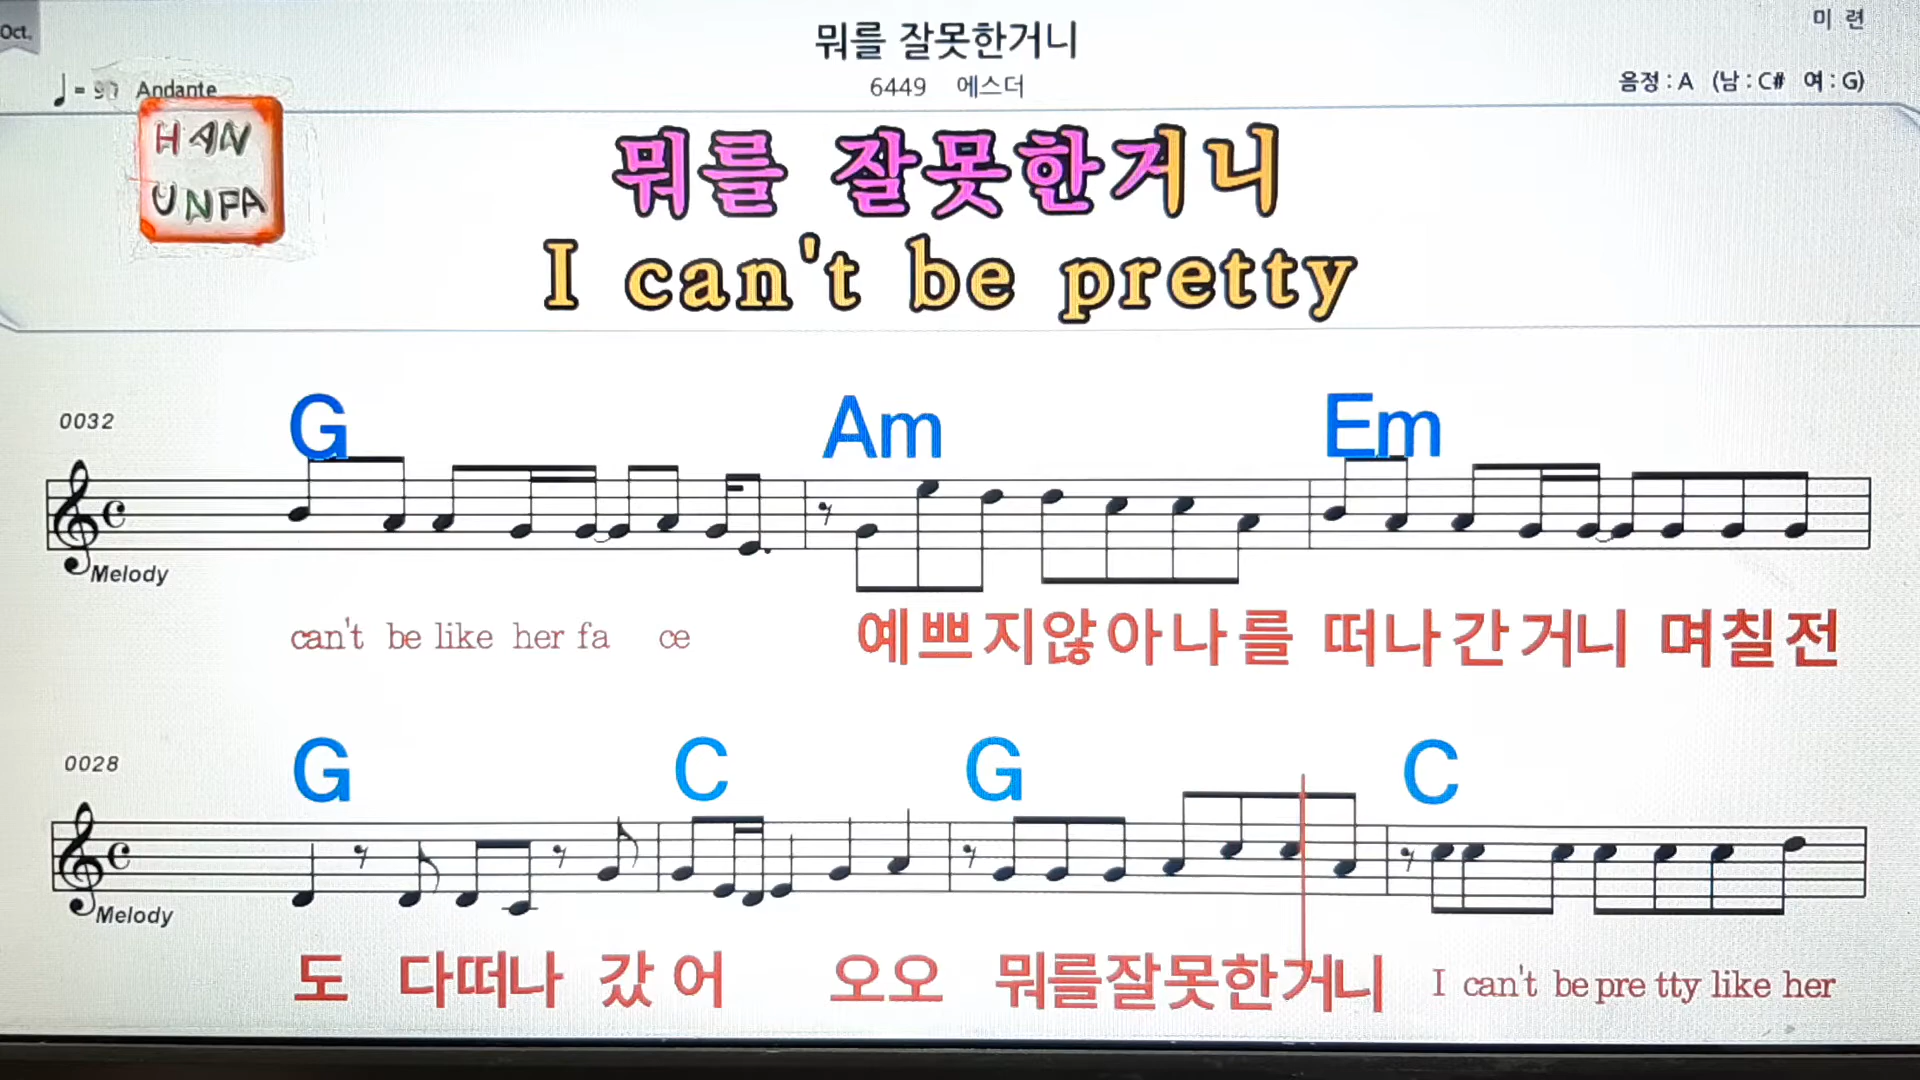 Oct.
뭐를 잘못한거니
미 련
6449 에스더
Andante
음정 : A (남 : C# 여 : G)
HAN
UNPA
뭐를 잘못한거니
I can't be pretty
0032
G Am Em
Melody
can't be like her fa ce 예쁘지않아나를 떠나간거니 며칠전
0028
G C G C
Melody
도 다떠나 갔어 오오 뭐를잘못한거니 I can't be pre tty like her